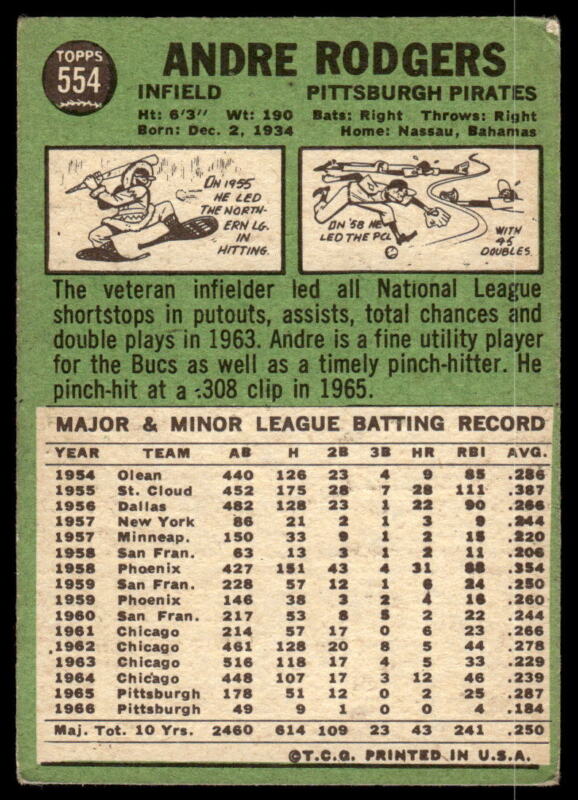 TOPPS
554
ANDRE RODGERS
INFIELD PITTSBURGH PIRATES
Ht: 6'3" Wt: 190 Bats: Right Throws: Right
Born: Dec. 2, 1934 Home: Nassau, Bahamas
ON 1955
HE LED
THE NORTH-
ERN LG.
IN
HITTING.
ON '58 HE
LED THE PCL
WITH
45
DOUBLES.
The veteran infielder led all National League
shortstops in putouts, assists, total chances and
double plays in 1963. Andre is a fine utility player
for the Bucs as well as a timely pinch-hitter. He
pinch-hit at a .308 clip in 1965.
MAJOR & MINOR LEAGUE BATTING RECORD
YEAR TEAM AB H 2B 3B HR RBI AVG.
1954 Olean 440 126 23 4 9 85 .286
1955 St. Cloud 452 175 28 7 28 111 .387
1956 Dallas 482 128 23 1 22 90 .266
1957 New York 86 21 2 1 3 9 .244
1957 Minneap. 150 33 9 1 2 15 .220
1958 San Fran. 63 13 3 1 2 11 .206
1958 Phoenix 427 151 43 4 31 88 .354
1959 San Fran. 228 57 12 1 6 24 .250
1959 Phoenix 146 38 3 2 4 16 .260
1960 San Fran. 217 53 8 5 2 22 .244
1961 Chicago 214 57 17 0 6 23 .266
1962 Chicago 461 128 20 8 5 44 .278
1963 Chicago 516 118 17 4 5 33 .229
1964 Chicago 448 107 17 3 12 46 .239
1965 Pittsburgh 178 51 12 0 2 25 .287
1966 Pittsburgh 49 9 1 0 0 4 .184
Maj. Tot. 10 Yrs. 2460 614 109 23 43 241 .250
©T.C.G. PRINTED IN U.S.A.